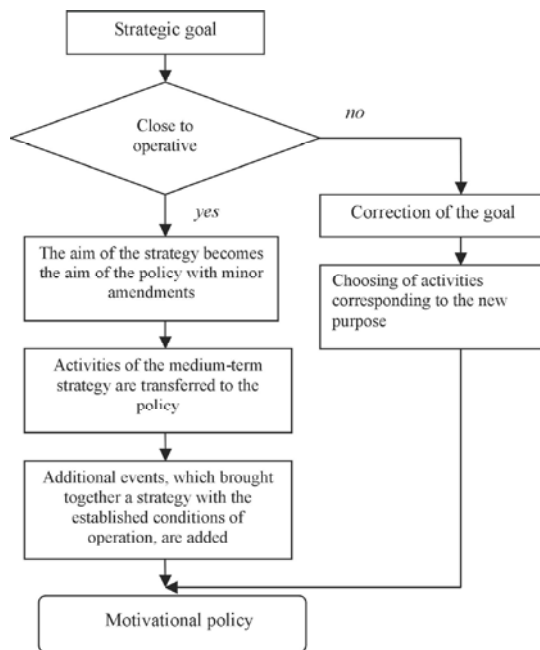 Strategic goal
Close to
operative
no
yes
Correction of the goal
The aim of the strategy becomes
the aim of the policy with minor
amendments
Choosing of activities
corresponding to the new
purpose
Activities of the medium-term
strategy are transferred to the
policy
Additional events, which brought
together a strategy with the
established conditions of
operation, are added
Motivational policy